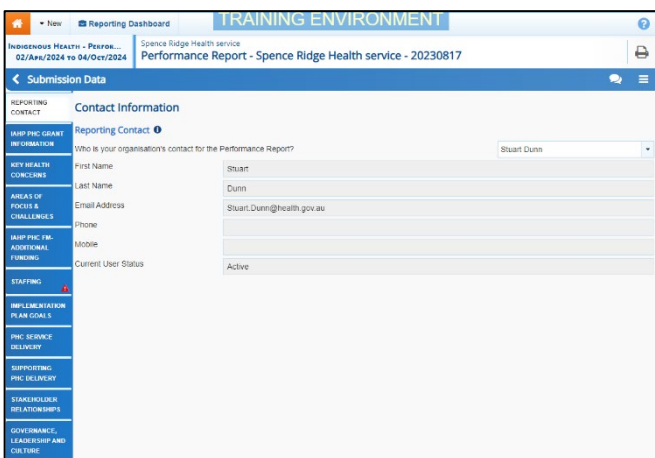 TRAINING ENVIRONMENT
New
Reporting Dashboard
INDIGENOUS HEALTH - PERFOR...
02/APR/2024 TO 04/OCT/2024
Spence Ridge Health service
Performance Report - Spence Ridge Health service - 20230817
Submission Data
REPORTING
CONTACT
IAHP PHC GRANT
INFORMATION
KEY HEALTH
CONCERNS
AREAS OF
FOCUS &
CHALLENGES
IAHP PHC FM-
ADDITIONAL
FUNDING
STAFFING
IMPLEMENTATION
PLAN GOALS
PHC SERVICE
DELIVERY
SUPPORTING
PHC DELIVERY
STAKEHOLDER
RELATIONSHIPS
GOVERNANCE,
LEADERSHIP AND
CULTURE
Contact Information
Reporting Contact
Who is your organisation's contact for the Performance Report? Stuart Dunn
First Name Stuart
Last Name Dunn
Email Address Stuart.Dunn@health.gov.au
Phone
Mobile
Current User Status Active